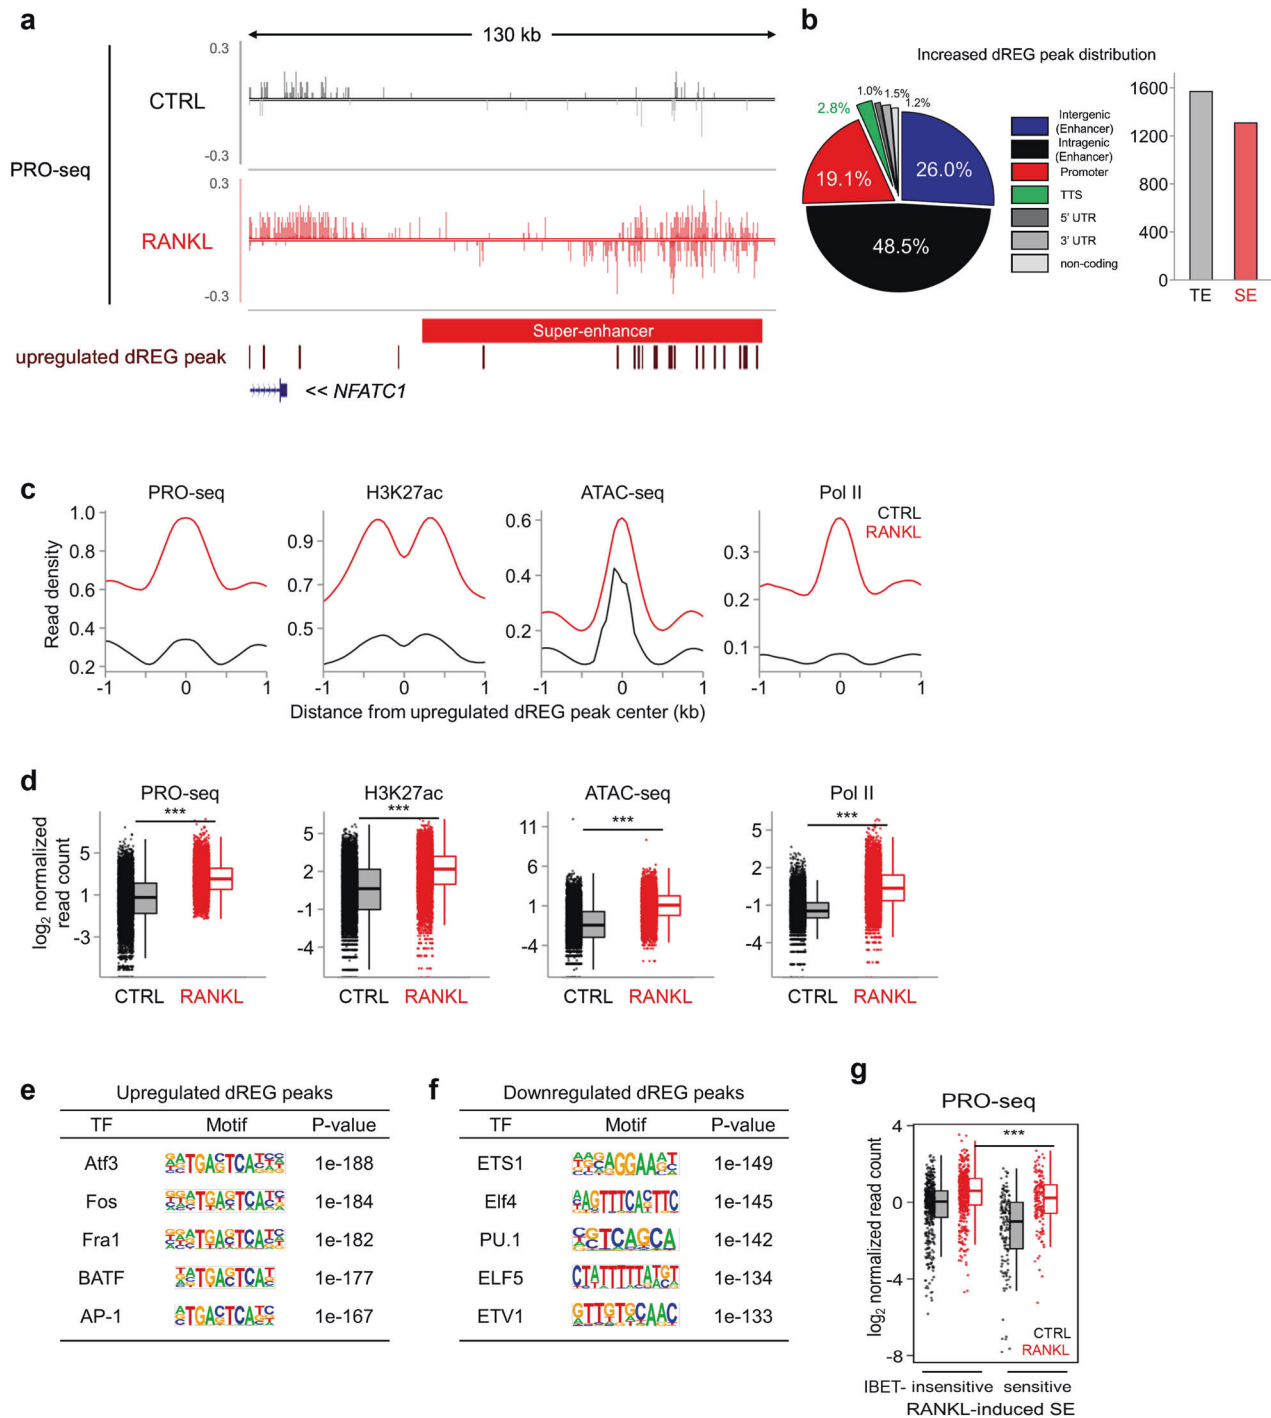 a
130 kb
PRO-seq
0.3
CTRL
-0.3
0.3
RANKL
-0.3
Super-enhancer
upregulated dREG peak
<< NFATC1
b
Increased dREG peak distribution
2.8%
1.0%
1.5%
1.2%
26.0%
19.1%
48.5%
Intergenic
(Enhancer)
Intragenic
(Enhancer)
Promoter
TTS
5' UTR
3' UTR
non-coding
1600
1200
800
400
0
TE SE
c
PRO-seq
H3K27ac
ATAC-seq
Pol II
Read density
1.0
0.8
0.6
0.4
0.2
-1 0 1
0.9
0.7
0.5
-1 0 1
0.6
0.4
0.2
-1 0 1
CTRL
RANKL
0.3
0.2
0.1
-1 0 1
Distance from upregulated dREG peak center (kb)
d
log2 normalized
read count
PRO-seq
***
5
1
-3
CTRL RANKL
H3K27ac
***
5
2
-1
-4
CTRL RANKL
ATAC-seq
***
11
6
1
-4
CTRL RANKL
Pol II
***
5
2
-1
-4
CTRL RANKL
e
Upregulated dREG peaks
TF Motif P-value
Atf3 1e-188
Fos 1e-184
Fra1 1e-182
BATF 1e-177
AP-1 1e-167
f
Downregulated dREG peaks
TF Motif P-value
ETS1 1e-149
Elf4 1e-145
PU.1 1e-142
ELF5 1e-134
ETV1 1e-133
g
PRO-seq
log2 normalized read count
4
0
-4
-8
***
CTRL
RANKL
IBET- insensitive sensitive
RANKL-induced SE